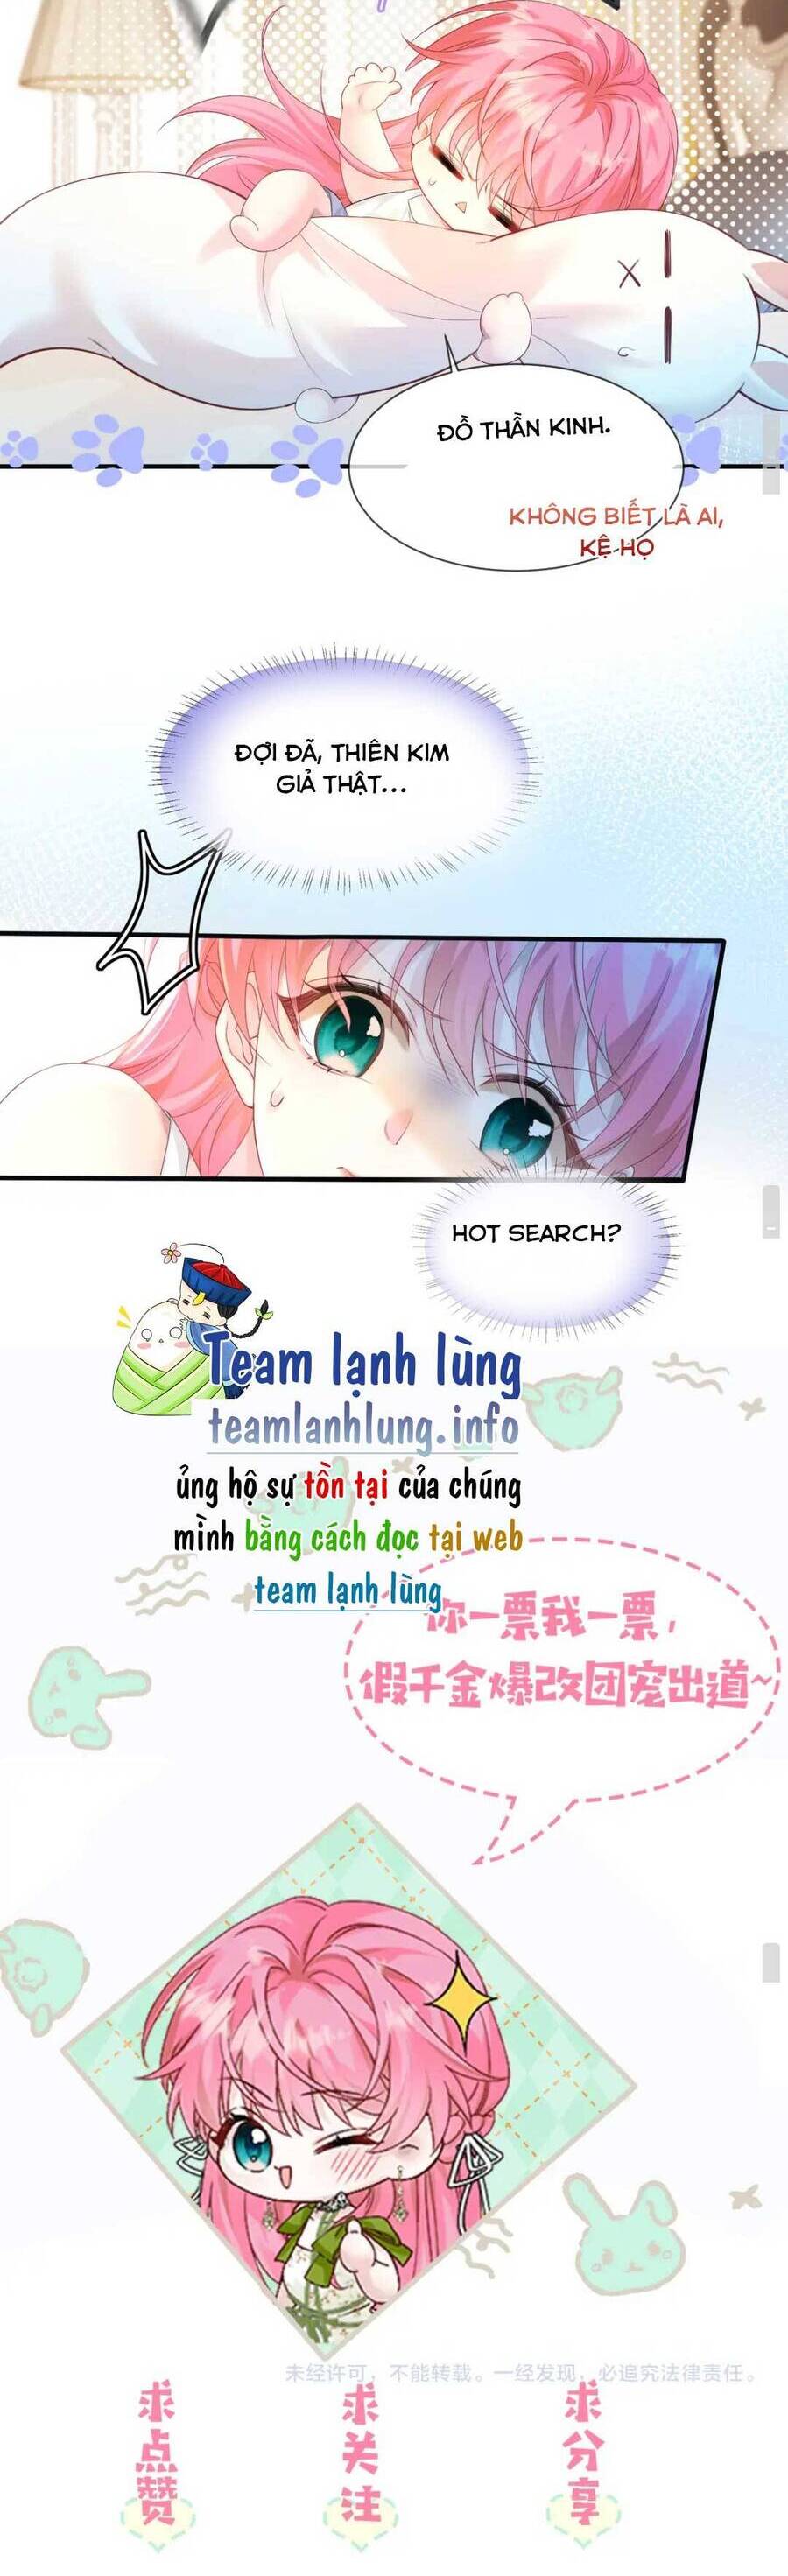 ĐỒ THẦN KINH.
KHÔNG BIẾT LÀ AI,
KỆ HỌ
ĐỢI ĐÃ, THIÊN KIM
GIẢ THẬT...
HOT SEARCH?
Team lạnh lùng
teamlanhlung.info
ủng hộ sự tồn tại của chúng
mình bằng cách đọc tại web
team lạnh lùng
你一票我一票，
假千金爆改团宠出道~
未经许可，不能转载。一经发现，必追究法律责任。
求点赞
求关注
求分享